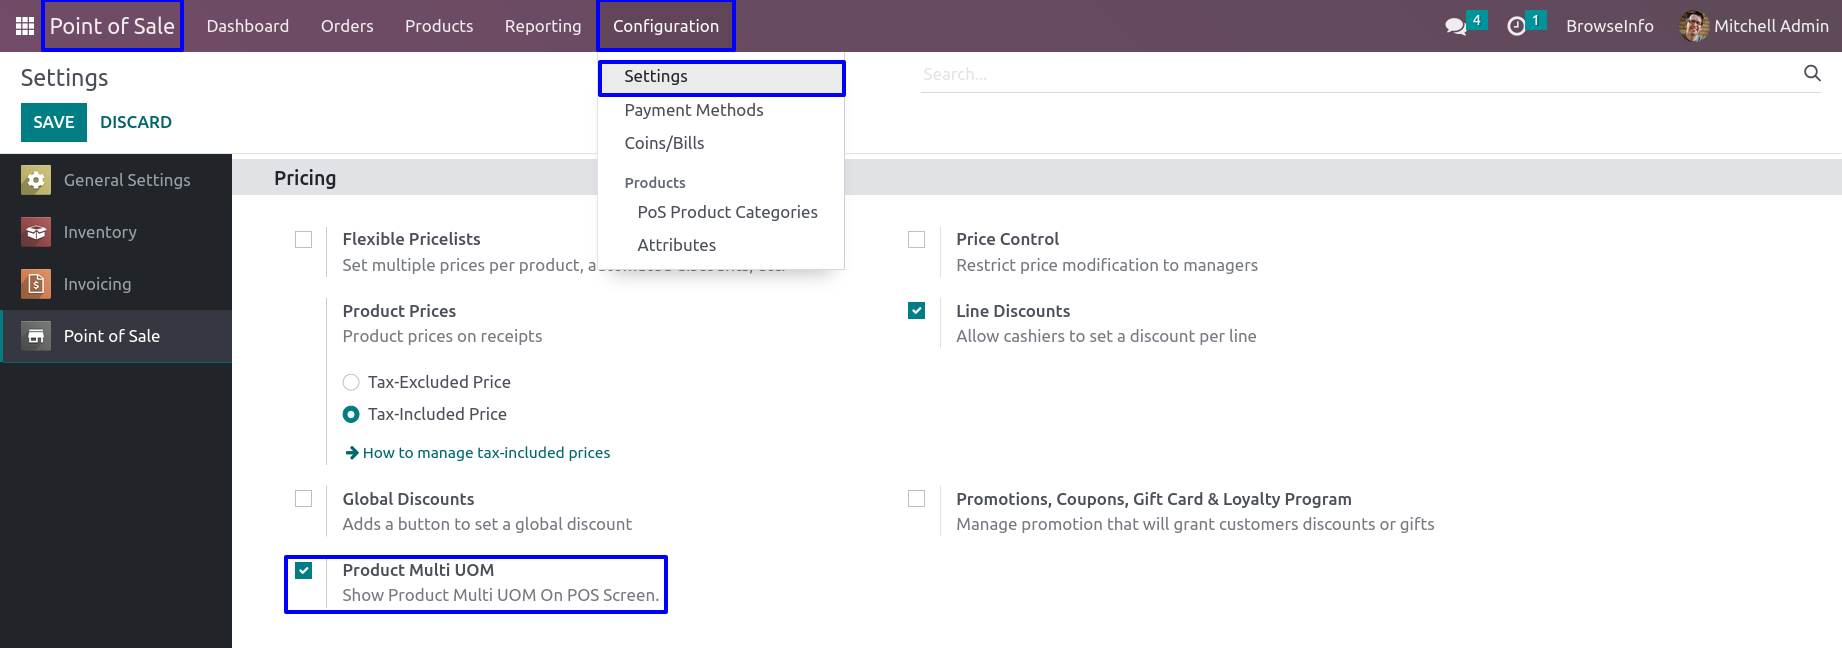 Point of Sale Dashboard Orders Products Reporting Configuration 4 1 BrowseInfo Mitchell Admin
Settings
SAVE DISCARD
Search...
Settings
Payment Methods
Coins/Bills
Products
PoS Product Categories
Attributes
General Settings
Inventory
Invoicing
Point of Sale
Pricing
Flexible Pricelists
Set multiple prices per product, automated discounts, etc.
Price Control
Restrict price modification to managers
Product Prices
Product prices on receipts
Tax-Excluded Price
Tax-Included Price
How to manage tax-included prices
Line Discounts
Allow cashiers to set a discount per line
Global Discounts
Adds a button to set a global discount
Promotions, Coupons, Gift Card & Loyalty Program
Manage promotion that will grant customers discounts or gifts
Product Multi UOM
Show Product Multi UOM On POS Screen.